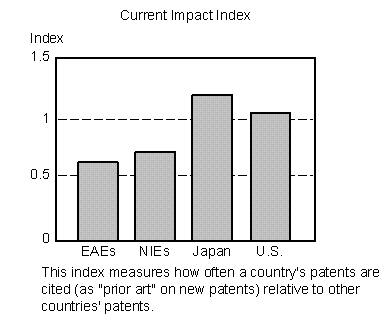 Current Impact Index
Index
1.5
1
0.5
0
EAEs NIEs Japan U.S.
This index measures how often a country's patents are
cited (as "prior art" on new patents) relative to other
countries' patents.